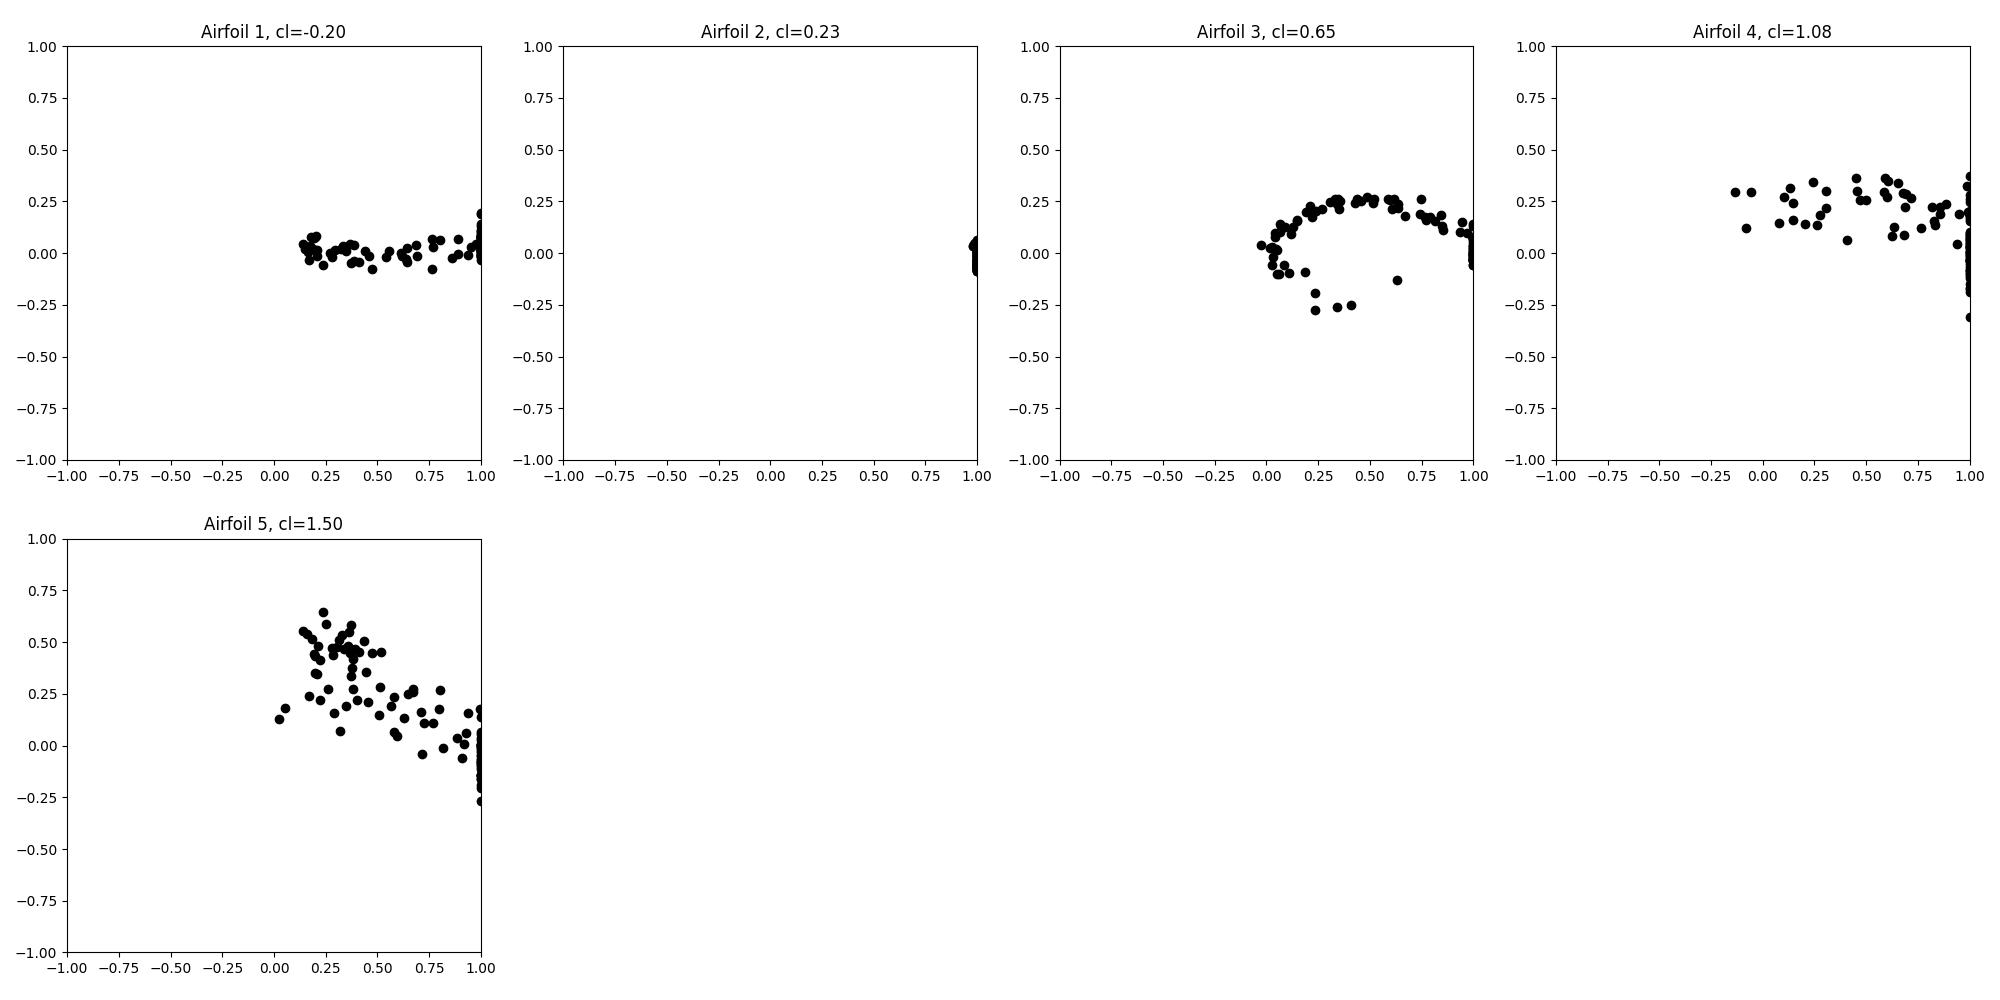 Airfoil 1, cl=-0.20
Airfoil 2, cl=0.23
Airfoil 3, cl=0.65
Airfoil 4, cl=1.08
1.00 1.00 1.00 1.00
0.75 0.75 0.75 0.75
0.50 0.50 0.50 0.50
0.25 0.25 0.25 0.25
0.00 0.00 0.00 0.00
−0.25 −0.25 −0.25 −0.25
−0.50 −0.50 −0.50 −0.50
−0.75 −0.75 −0.75 −0.75
−1.00 −1.00 −1.00 −1.00
−1.00 −0.75 −0.50 −0.25 0.00 0.25 0.50 0.75 1.00
−1.00 −0.75 −0.50 −0.25 0.00 0.25 0.50 0.75 1.00
−1.00 −0.75 −0.50 −0.25 0.00 0.25 0.50 0.75 1.00
−1.00 −0.75 −0.50 −0.25 0.00 0.25 0.50 0.75 1.00
Airfoil 5, cl=1.50
1.00
0.75
0.50
0.25
0.00
−0.25
−0.50
−0.75
−1.00
−1.00 −0.75 −0.50 −0.25 0.00 0.25 0.50 0.75 1.00